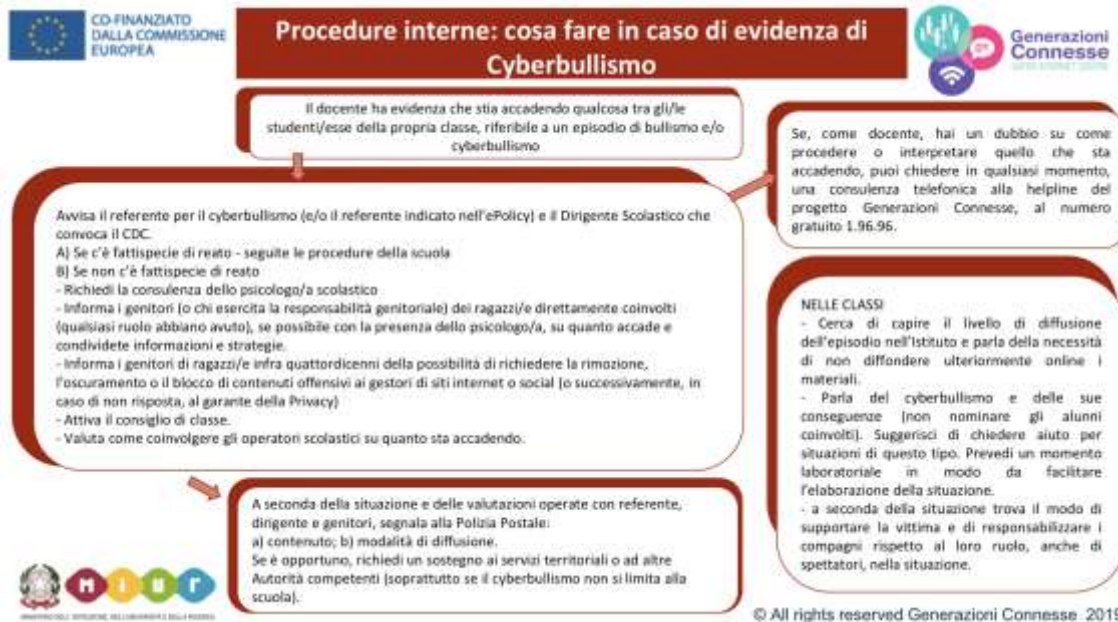 CO-FINANZIATO
DALLA COMMISSIONE
EUROPEA
Procedure interne: cosa fare in caso di evidenza di
Cyberbullismo
Generazioni
Connesse
Il docente ha evidenza che stia accadendo qualcosa tra gli/le
studenti/esse della propria classe, riferibile a un episodio di bullismo e/o
cyberbullismo
Se, come docente, hai un dubbio su come
procedere o interpretare quello che sta
accadendo, puoi chiedere in qualsiasi momento,
una consulenza telefonica alla helpline del
progetto Generazioni Connesse, al numero
gratuito 1.96.96.
Avvisa il referente per il cyberbullismo (e/o il referente indicato nell'ePolicy) e il Dirigente Scolastico che
convoca il CDC.
A) Se c'è fattispecie di reato - seguite le procedure della scuola
B) Se non c'è fattispecie di reato
- Richiedi la consulenza dello psicologo/a scolastico
- Informa i genitori (o chi esercita la responsabilità genitoriale) dei ragazzi/e direttamente coinvolti
(qualsiasi ruolo abbiano avuto), se possibile con la presenza dello psicologo/a, su quanto accade e
condividete informazioni e strategie.
- Informa i genitori di ragazzi/e infra quattordicenni della possibilità di richiedere la rimozione,
l'oscuramento o il blocco di contenuti offensivi ai gestori di siti internet o social (o successivamente, in
caso di non risposta, al garante della Privacy)
- Attiva il consiglio di classe.
- Valuta come coinvolgere gli operatori scolastici su quanto sta accadendo.
NELLE CLASSI
- Cerca di capire il livello di diffusione
dell'episodio nell'Istituto e parla della necessità
di non diffondere ulteriormente online i
materiali.
- Parla del cyberbullismo e delle sue
conseguenze (non nominare gli alunni
coinvolti). Suggerisci di chiedere aiuto per
situazioni di questo tipo. Prevedi un momento
laboratoriale in modo da facilitare
l'elaborazione della situazione.
- a seconda della situazione trova il modo di
supportare la vittima e di responsabilizzare i
compagni rispetto al loro ruolo, anche di
spettatori, nella situazione.
A seconda della situazione e delle valutazioni operate con referente,
dirigente e genitori, segnala alla Polizia Postale:
a) contenuto; b) modalità di diffusione.
Se è opportuno, richiedi un sostegno ai servizi territoriali o ad altre
Autorità competenti (soprattutto se il cyberbullismo non si limita alla
scuola).
miur
© All rights reserved Generazioni Connesse 2019